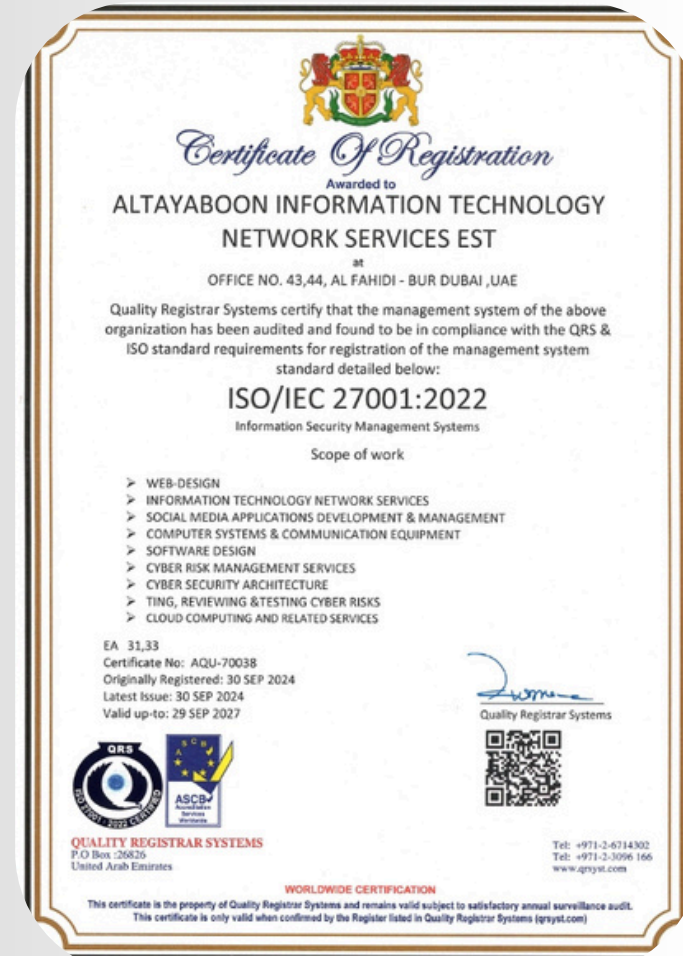 Certificate Of Registration
Awarded to
ALTAYABOON INFORMATION TECHNOLOGY
NETWORK SERVICES EST
at
OFFICE NO. 43,44, AL FAHIDI - BUR DUBAI ,UAE
Quality Registrar Systems certify that the management system of the above
organization has been audited and found to be in compliance with the QRS &
ISO standard requirements for registration of the management system
standard detailed below:
ISO/IEC 27001:2022
Information Security Management Systems
Scope of work
➢ WEB-DESIGN
➢ INFORMATION TECHNOLOGY NETWORK SERVICES
➢ SOCIAL MEDIA APPLICATIONS DEVELOPMENT & MANAGEMENT
➢ COMPUTER SYSTEMS & COMMUNICATION EQUIPMENT
➢ SOFTWARE DESIGN
➢ CYBER RISK MANAGEMENT SERVICES
➢ CYBER SECURITY ARCHITECTURE
➢ TING, REVIEWING &TESTING CYBER RISKS
➢ CLOUD COMPUTING AND RELATED SERVICES
EA 31,33
Certificate No: AQU-70038
Originally Registered: 30 SEP 2024
Latest Issue: 30 SEP 2024
Valid up-to: 29 SEP 2027
Quality Registrar Systems
QRS
ISO 27001 - 2022 CERTIFIED
ASCB
ASCB
Accreditation
Services
Worldwide
QUALITY REGISTRAR SYSTEMS
P.O Box :26826
United Arab Emirates
Tel: +971-2-6714302
Tel: +971-2-3096 166
www.qrsyst.com
WORLDWIDE CERTIFICATION
This certificate is the property of Quality Registrar Systems and remains valid subject to satisfactory annual surveillance audit.
This certificate is only valid when confirmed by the Register listed in Quality Registrar Systems (qrsyst.com)